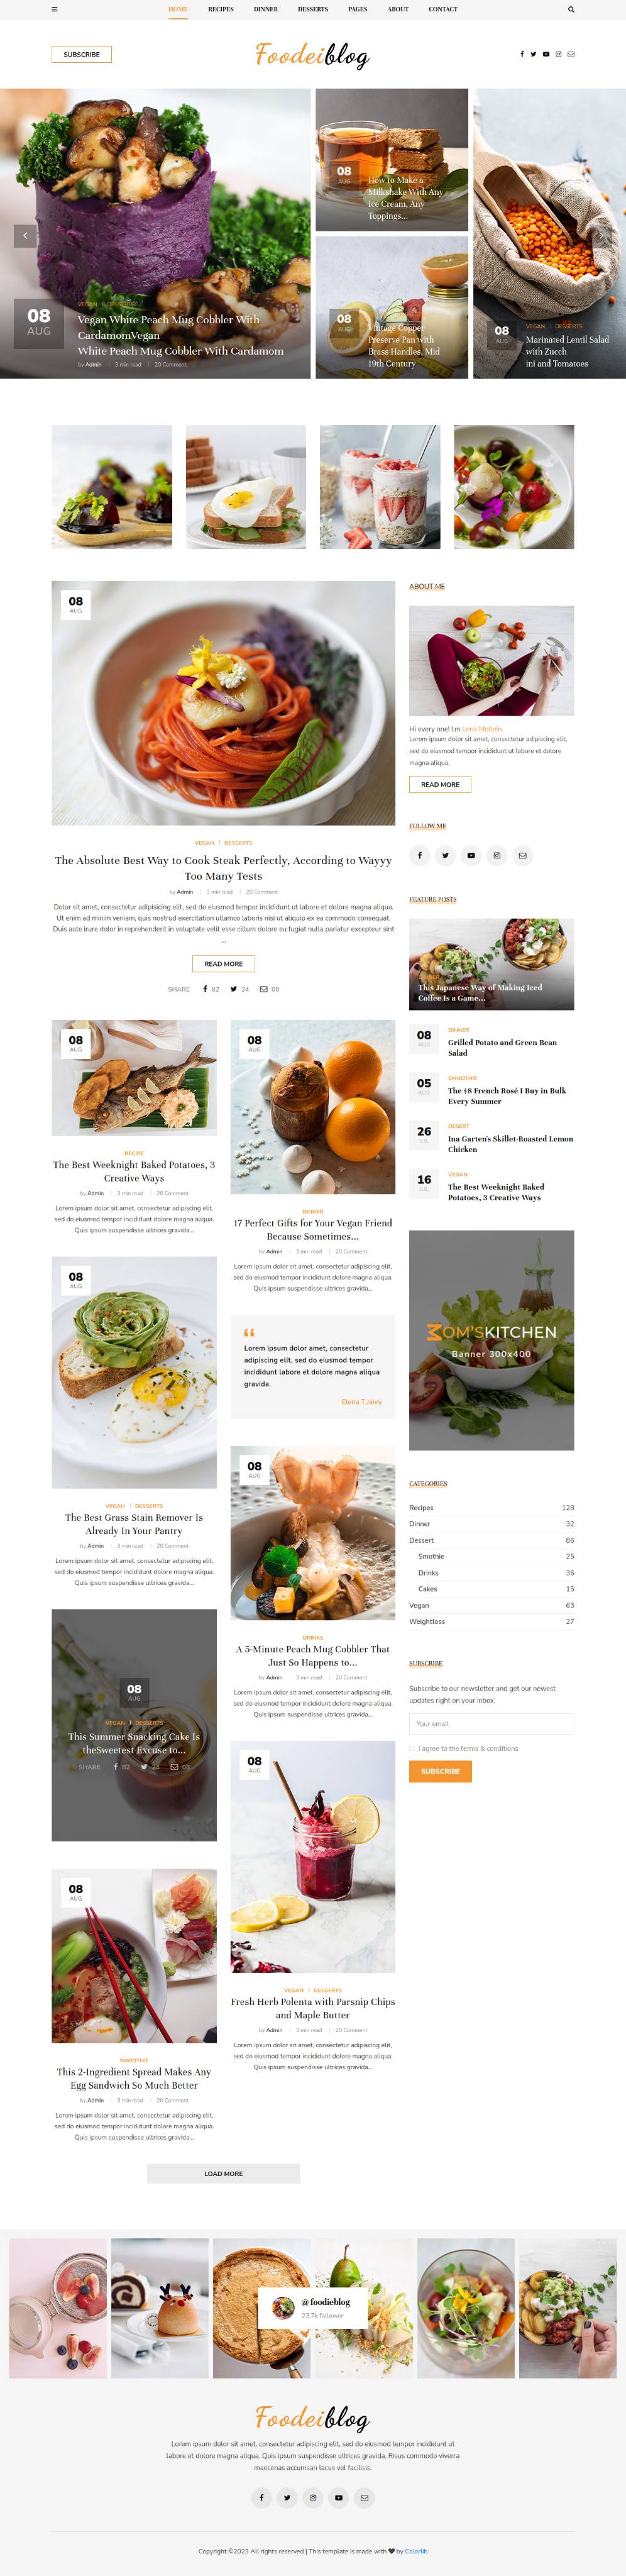 HOME RECIPES DINNER DESSERTS PAGES ABOUT CONTACT
SUBSCRIBE
Foodeiblog
08
AUG
VEGAN DESSERTS
Vegan White Peach Mug Cobbler With
CardamomVegan
White Peach Mug Cobbler With Cardamom
by Admin 3 min read 20 Comment
08
AUG
How to Make a
Milkshake With Any
Ice Cream, Any
Toppings...
08
AUG
Vintage Copper
Preserve Pan with
Brass Handles, Mid
19th Century
08
AUG
VEGAN DESSERTS
Marinated Lentil Salad
with Zucch
ini and Tomatoes
08
AUG
VEGAN DESSERTS
The Absolute Best Way to Cook Steak Perfectly, According to Wayyy
Too Many Tests
by Admin 3 min read 20 Comment
Dolor sit amet, consectetur adipisicing elit, sed do eiusmod tempor incididunt ut labore et dolore magna aliqua.
Ut enim ad minim veniam, quis nostrud exercitation ullamco laboris nisi ut aliquip ex ea commodo consequat.
Duis aute irure dolor in reprehenderit in voluptate velit esse cillum dolore eu fugiat nulla pariatur excepteur sint
...
READ MORE
SHARE 82 24 08
08
AUG
RECIPE
The Best Weeknight Baked Potatoes, 3
Creative Ways
by Admin 3 min read 20 Comment
Lorem ipsum dolor sit amet, consectetur adipiscing elit,
sed do eiusmod tempor incididunt dolore magna aliqua.
Quis ipsum suspendisse ultrices gravida...
08
AUG
VEGAN DESSERTS
The Best Grass Stain Remover Is
Already In Your Pantry
by Admin 3 min read 20 Comment
Lorem ipsum dolor sit amet, consectetur adipiscing elit,
sed do eiusmod tempor incididunt dolore magna aliqua.
Quis ipsum suspendisse ultrices gravida...
08
AUG
VEGAN DESSERTS
This Summer Snacking Cake Is
theSweetest Excuse to...
SHARE 82 24 08
08
AUG
SMOOTHIE
This 2-Ingredient Spread Makes Any
Egg Sandwich So Much Better
by Admin 3 min read 20 Comment
Lorem ipsum dolor sit amet, consectetur adipiscing elit,
sed do eiusmod tempor incididunt dolore magna aliqua.
Quis ipsum suspendisse ultrices gravida...
08
AUG
DINNER
17 Perfect Gifts for Your Vegan Friend
Because Sometimes...
by Admin 3 min read 20 Comment
Lorem ipsum dolor sit amet, consectetur adipiscing elit,
sed do eiusmod tempor incididunt dolore magna aliqua.
Quis ipsum suspendisse ultrices gravida...
Lorem ipsum dolor amet, consectetur
adipiscing elit, sed do eiusmod tempor
incididunt labore et dolore magna aliqua
gravida.
Elena T.Jaivy
08
AUG
DRINKS
A 5-Minute Peach Mug Cobbler That
Just So Happens to...
by Admin 3 min read 20 Comment
Lorem ipsum dolor sit amet, consectetur adipiscing elit,
sed do eiusmod tempor incididunt dolore magna aliqua.
Quis ipsum suspendisse ultrices gravida...
08
AUG
VEGAN DESSERTS
Fresh Herb Polenta with Parsnip Chips
and Maple Butter
by Admin 3 min read 20 Comment
Lorem ipsum dolor sit amet, consectetur adipiscing elit,
sed do eiusmod tempor incididunt dolore magna aliqua.
Quis ipsum suspendisse ultrices gravida...
LOAD MORE
ABOUT ME
Hi every one! I,m Lena Mollein.
Lorem ipsum dolor sit amet, consectetur adipiscing elit,
sed do eiusmod tempor incididunt ut labore et dolore
magna aliqua.
READ MORE
FOLLOW ME
FEATURE POSTS
This Japanese Way of Making Iced
Coffee Is a Game...
08
AUG
DINNER
Grilled Potato and Green Bean
Salad
05
AUG
SMOOTHIE
The $8 French Rosé I Buy in Bulk
Every Summer
26
JUL
DESERT
Ina Garten's Skillet-Roasted Lemon
Chicken
16
JUL
VEGAN
The Best Weeknight Baked
Potatoes, 3 Creative Ways
MOM'SKITCHEN
Banner 300x400
CATEGORIES
Recipes 128
Dinner 32
Dessert 86
Smothie 25
Drinks 36
Cakes 15
Vegan 63
Weightloss 27
SUBSCRIBE
Subscribe to our newsletter and get our newest
updates right on your inbox.
Your email
I agree to the terms & conditions
SUBSCRIBE
@ foodieblog
23,7k follower
Foodeiblog
Lorem ipsum dolor sit amet, consectetur adipiscing elit, sed do eiusmod tempor incididunt ut
labore et dolore magna aliqua. Quis ipsum suspendisse ultrices gravida. Risus commodo viverra
maecenas accumsan lacus vel facilisis.
Copyright ©2023 All rights reserved | This template is made with ♥ by Colorlib